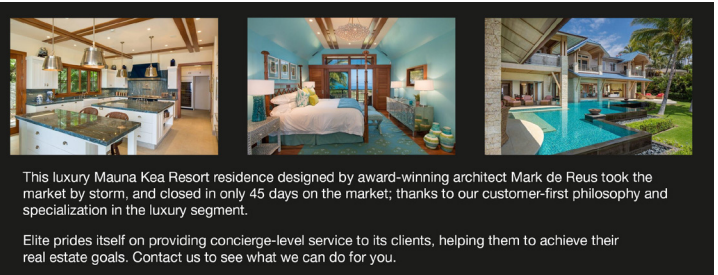 This luxury Mauna Kea Resort residence designed by award-winning architect Mark de Reus took the
market by storm, and closed in only 45 days on the market; thanks to our customer-first philosophy and
specialization in the luxury segment.
Elite prides itself on providing concierge-level service to its clients, helping them to achieve their
real estate goals. Contact us to see what we can do for you.